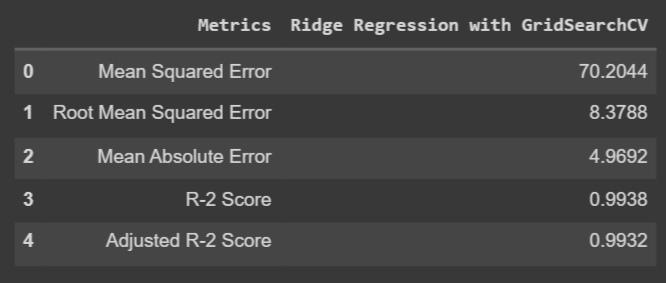 Metrics Ridge Regression with GridSearchCV
0 Mean Squared Error 70.2044
1 Root Mean Squared Error 8.3788
2 Mean Absolute Error 4.9692
3 R-2 Score 0.9938
4 Adjusted R-2 Score 0.9932